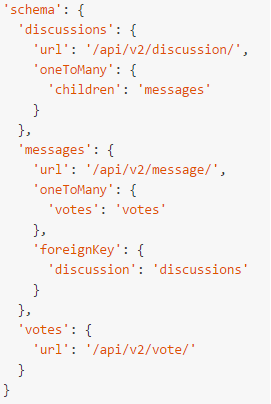 'schema': {
  'discussions': {
    'url': '/api/v2/discussion/',
    'oneToMany': {
      'children': 'messages'
    }
  },
  'messages': {
    'url': '/api/v2/message/',
    'oneToMany': {
      'votes': 'votes'
    },
    'foreignKey': {
      'discussion': 'discussions'
    }
  },
  'votes': {
    'url': '/api/v2/vote/'
  }
}